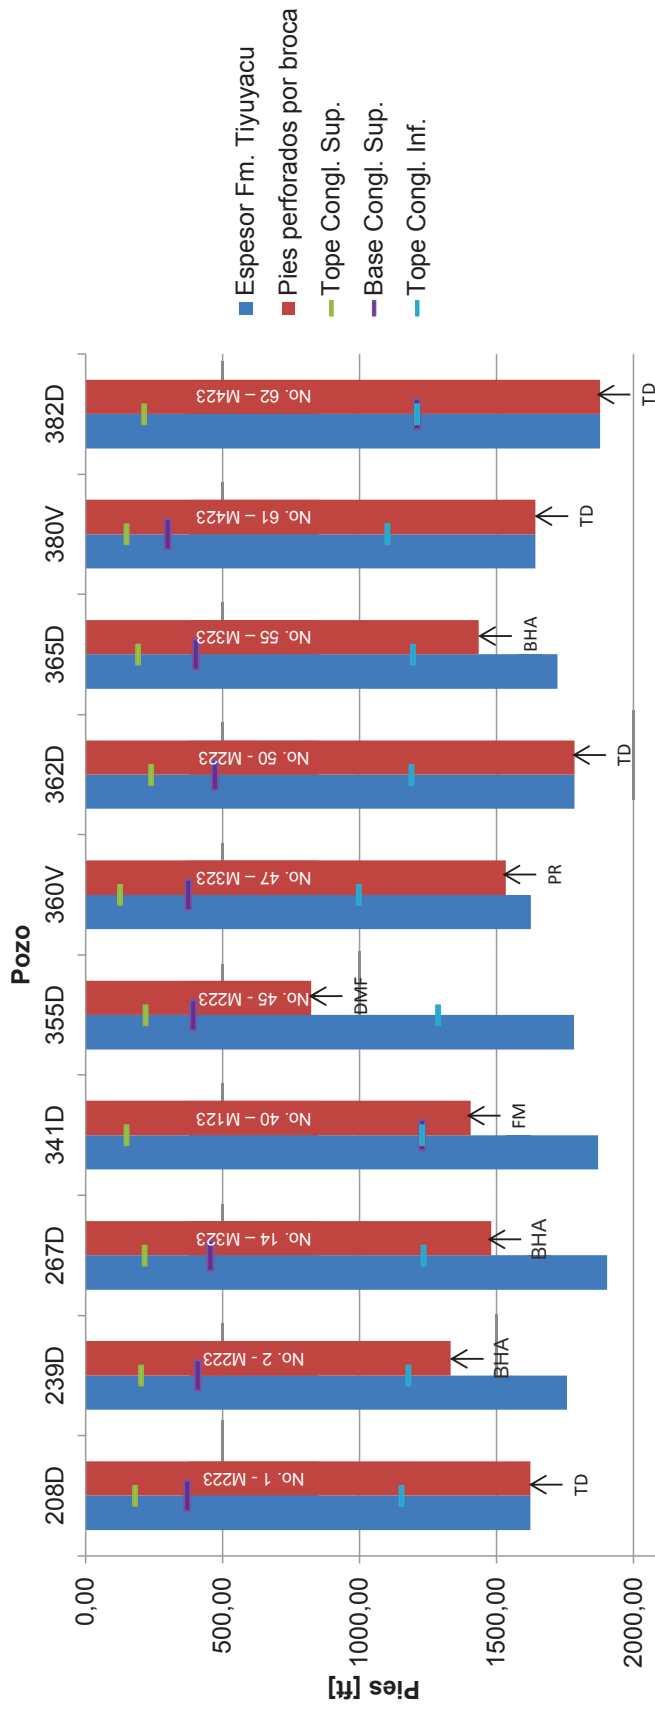 Pozo
208D
239D
267D
341D
355D
360V
362D
365D
380V
382D
0,00
500,00
1000,00
1500,00
2000,00
Pies [ft]
No. 1 - M223
No. 2 - M223
No. 14 – M323
No. 40 – M123
No. 45 - M223
No. 47 – M323
No. 50 - M223
No. 55 – M323
No. 61 – M423
No. 62 – M423
TD
BHA
BHA
FM
DMF
PR
TD
BHA
TD
TD
Espesor Fm. Tiyuyacu
Pies perforados por broca
Tope Congl. Sup.
Base Congl. Sup.
Tope Congl. Inf.